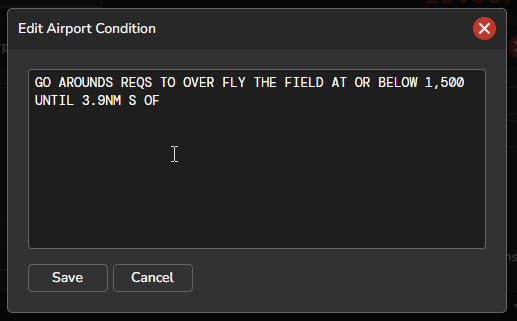 Edit Airport Condition
GO AROUNDS REQS TO OVER FLY THE FIELD AT OR BELOW 1,500
UNTIL 3.9NM S OF
Save
Cancel